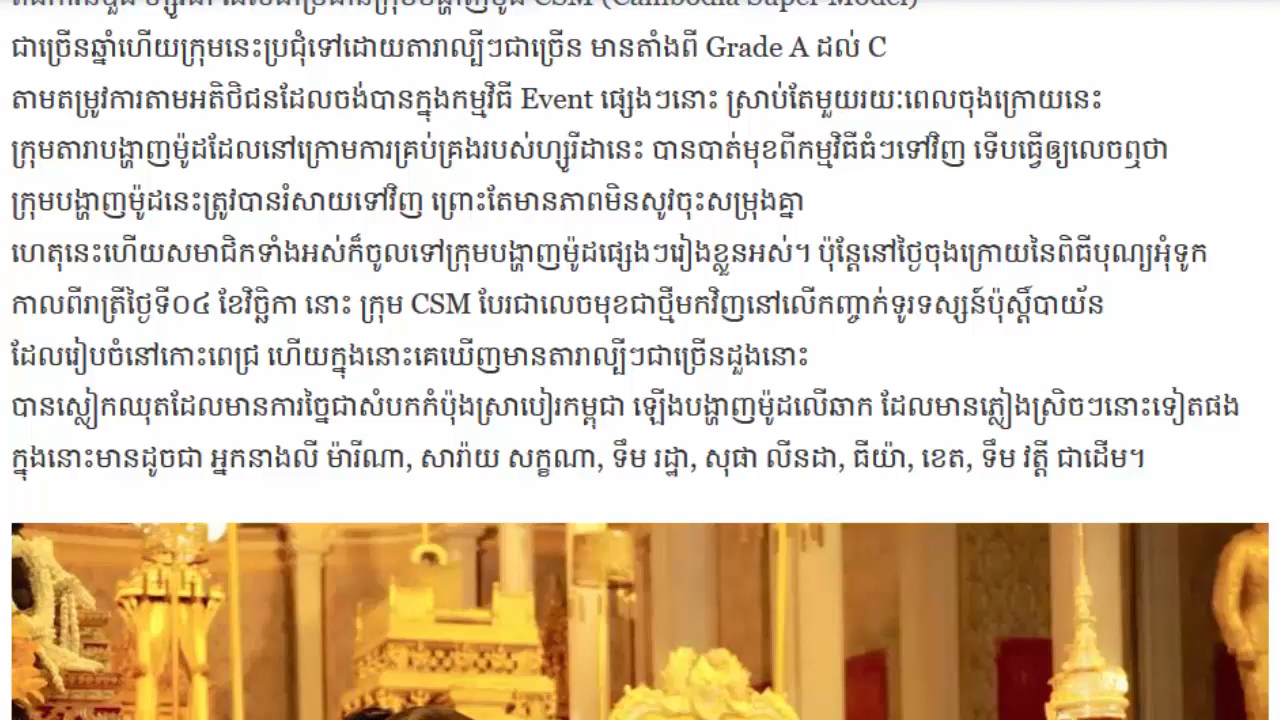 CSM (Cambodia Super Model)
ជាច្រើនឆ្នាំហើយក្រុមនេះប្រជុំទៅដោយតារាល្បីៗជាច្រើន មានតាំងពី Grade A ដល់ C
តាមតម្រូវការតាមអតិថិជនដែលចង់បានក្នុងកម្មវិធី Event ផ្សេងៗនោះ ស្រាប់តែមួយរយៈពេលចុងក្រោយនេះ
ក្រុមតារាបង្ហាញម៉ូដដែលនៅក្រោមការគ្រប់គ្រងរបស់ហ្សូរីដានេះ បានបាត់មុខពីកម្មវិធីធំៗទៅវិញ ទើបធ្វើឲ្យលេចឮថា
ក្រុមបង្ហាញម៉ូដនេះត្រូវបានរំសាយទៅវិញ ព្រោះតែមានភាពមិនសូវចុះសម្រុងគ្នា
ហេតុនេះហើយសមាជិកទាំងអស់ក៏ចូលទៅក្រុមបង្ហាញម៉ូដផ្សេងៗរៀងខ្លួនអស់។ ប៉ុន្តែនៅថ្ងៃចុងក្រោយនៃពិធីបុណ្យអុំទូក
កាលពីរាត្រីថ្ងៃទី០៤ ខែវិច្ឆិកា នោះ ក្រុម CSM បែរជាលេចមុខជាថ្មីមកវិញនៅលើកញ្ចក់ទូរទស្សន៍ប៉ុស្តិ៍បាយ័ន
ដែលរៀបចំនៅកោះពេជ្រ ហើយក្នុងនោះគេឃើញមានតារាល្បីៗជាច្រើនដួងនោះ
បានស្លៀកឈុតដែលមានការច្នៃជាសំបកកំប៉ុងស្រាបៀរកម្ពុជា ឡើងបង្ហាញម៉ូដលើឆាក ដែលមានភ្លៀងស្រិចៗនោះទៀតផង
ក្នុងនោះមានដូចជា អ្នកនាងលី ម៉ារីណា, សារ៉ាយ សក្ខណា, ទឹម រដ្ឋា, សុផា លីនដា, ធីយ៉ា, ខេត, ទឹម វត្តី ជាដើម។